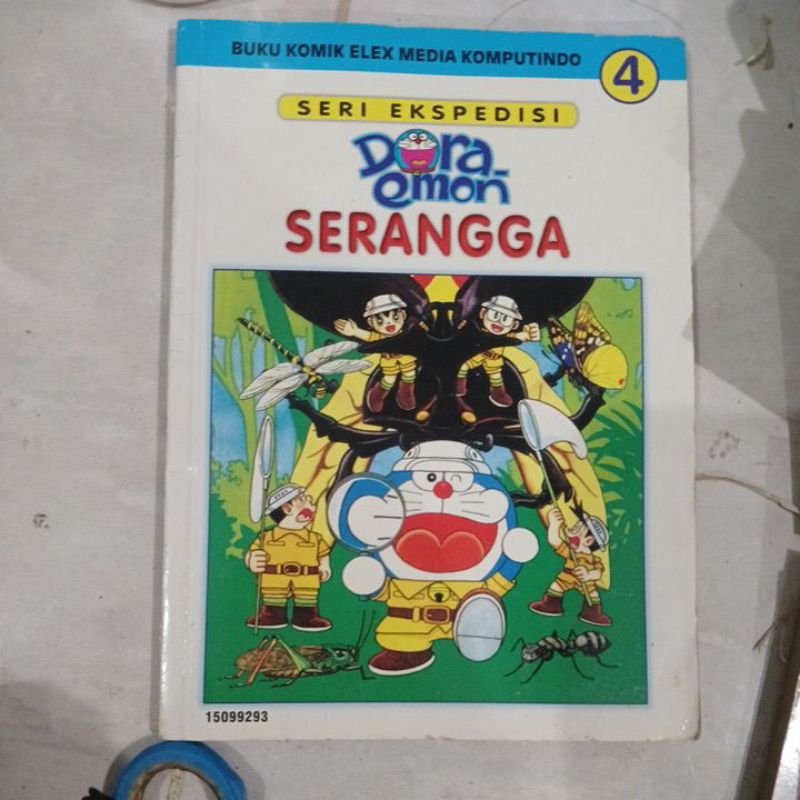 BUKU KOMIK ELEX MEDIA KOMPUTINDO
4
SERI EKSPEDISI
Dora-
emon
SERANGGA
15099293